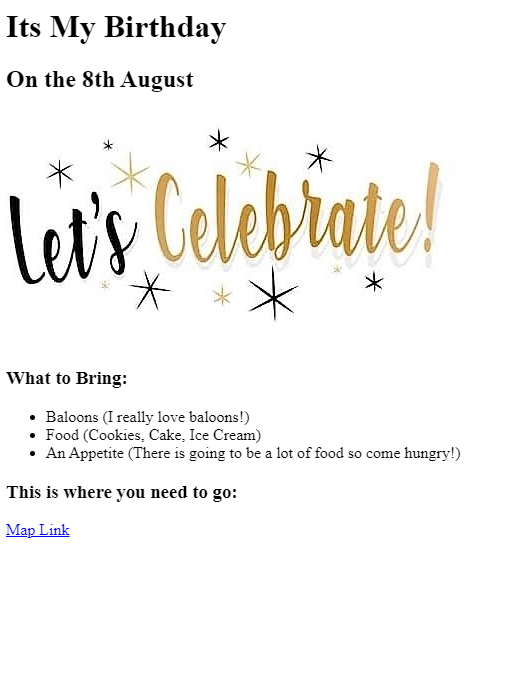 Its My Birthday
On the 8th August
Let's Celebrate!
What to Bring:
Baloons (I really love baloons!)
Food (Cookies, Cake, Ice Cream)
An Appetite (There is going to be a lot of food so come hungry!)
This is where you need to go:
Map Link